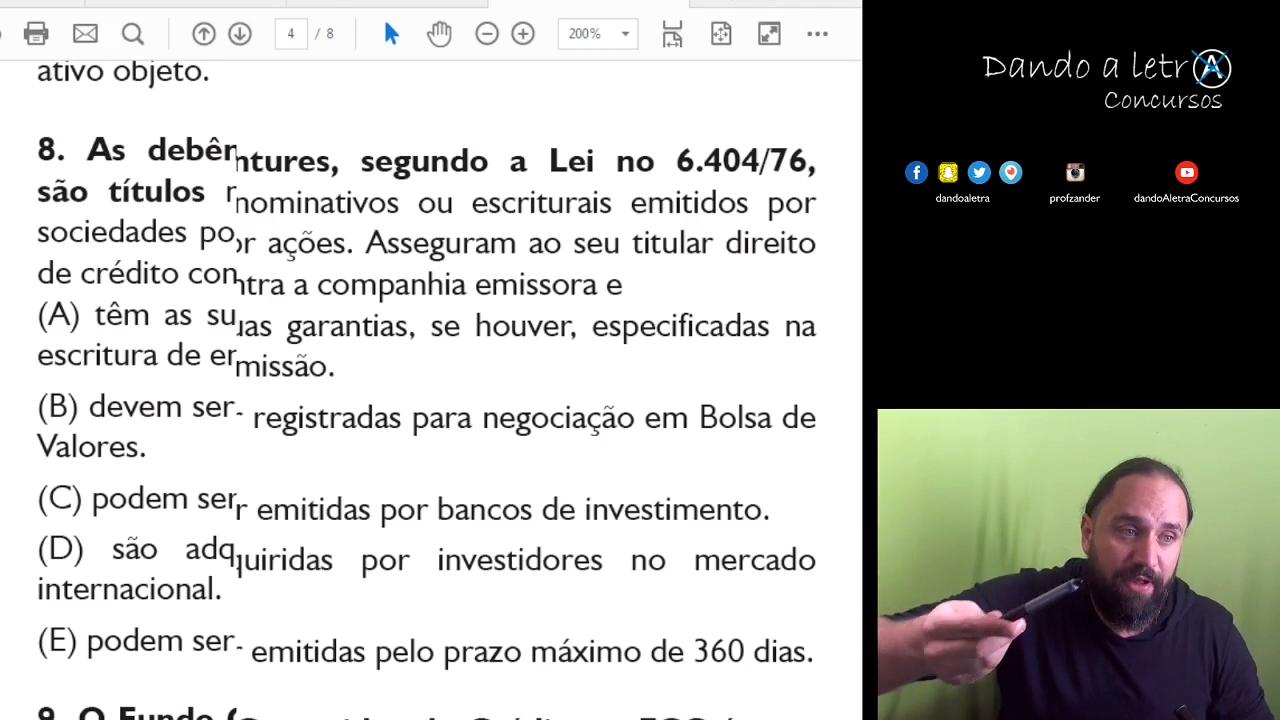 4 / 8
200%
ativo objeto.
8. As debêntures, segundo a Lei no 6.404/76,
são títulos nominativos ou escriturais emitidos por
sociedades por ações. Asseguram ao seu titular direito
de crédito contra a companhia emissora e
(A) têm as suas garantias, se houver, especificadas na
escritura de emissão.
(B) devem ser registradas para negociação em Bolsa de
Valores.
(C) podem ser emitidas por bancos de investimento.
(D) são adquiridas por investidores no mercado
internacional.
(E) podem ser emitidas pelo prazo máximo de 360 dias.
Dando a letrA
Concursos
dandoaletra
profzander
dandoAletraConcursos